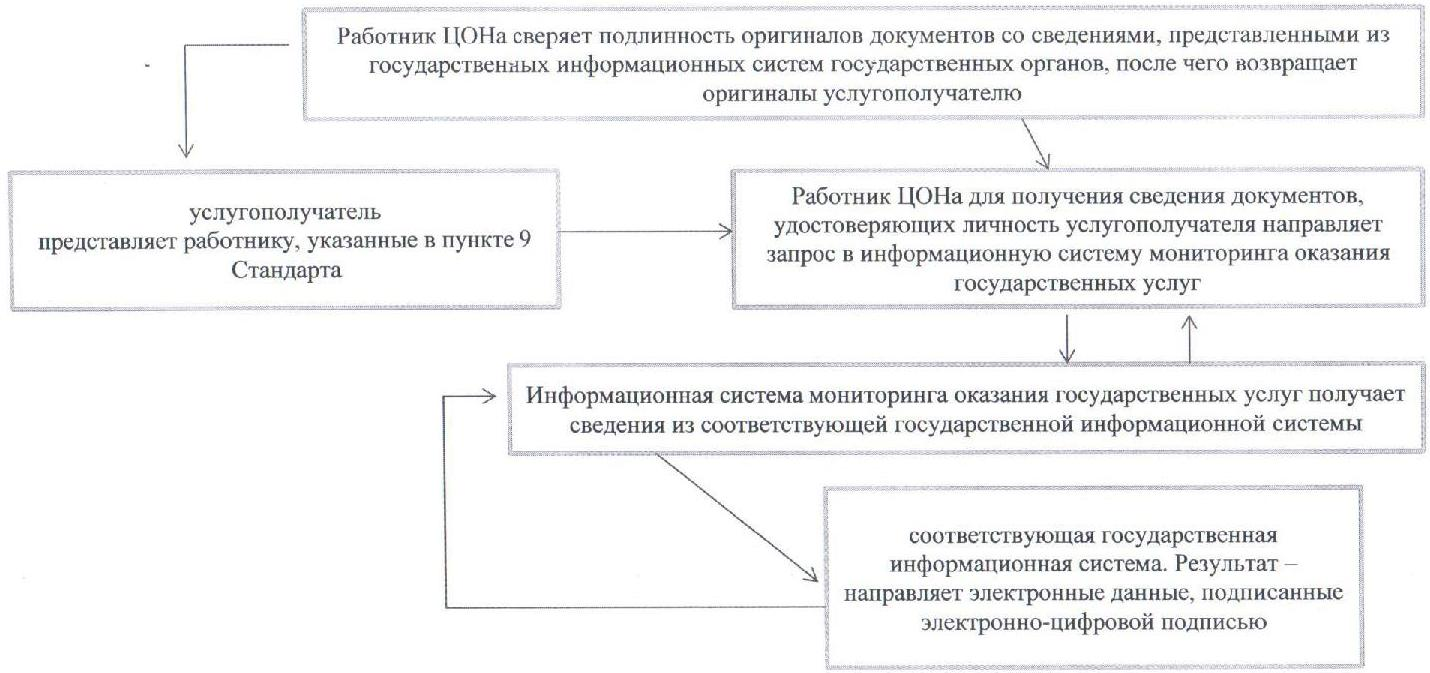 Работник ЦОНа сверяет подлинность оригиналов документов со сведениями, представленными из
государственных информационных систем государственных органов, после чего возвращает
оригиналы услугополучателю
услугополучатель
представляет работнику, указанные в пункте 9
Стандарта
Работник ЦОНа для получения сведения документов,
удостоверяющих личность услугополучателя направляет
запрос в информационную систему мониторинга оказания
государственных услуг
Информационная система мониторинга оказания государственных услуг получает
сведения из соответствующей государственной информационной системы
соответствующая государственная
информационная система. Результат –
направляет электронные данные, подписанные
электронно-цифровой подписью